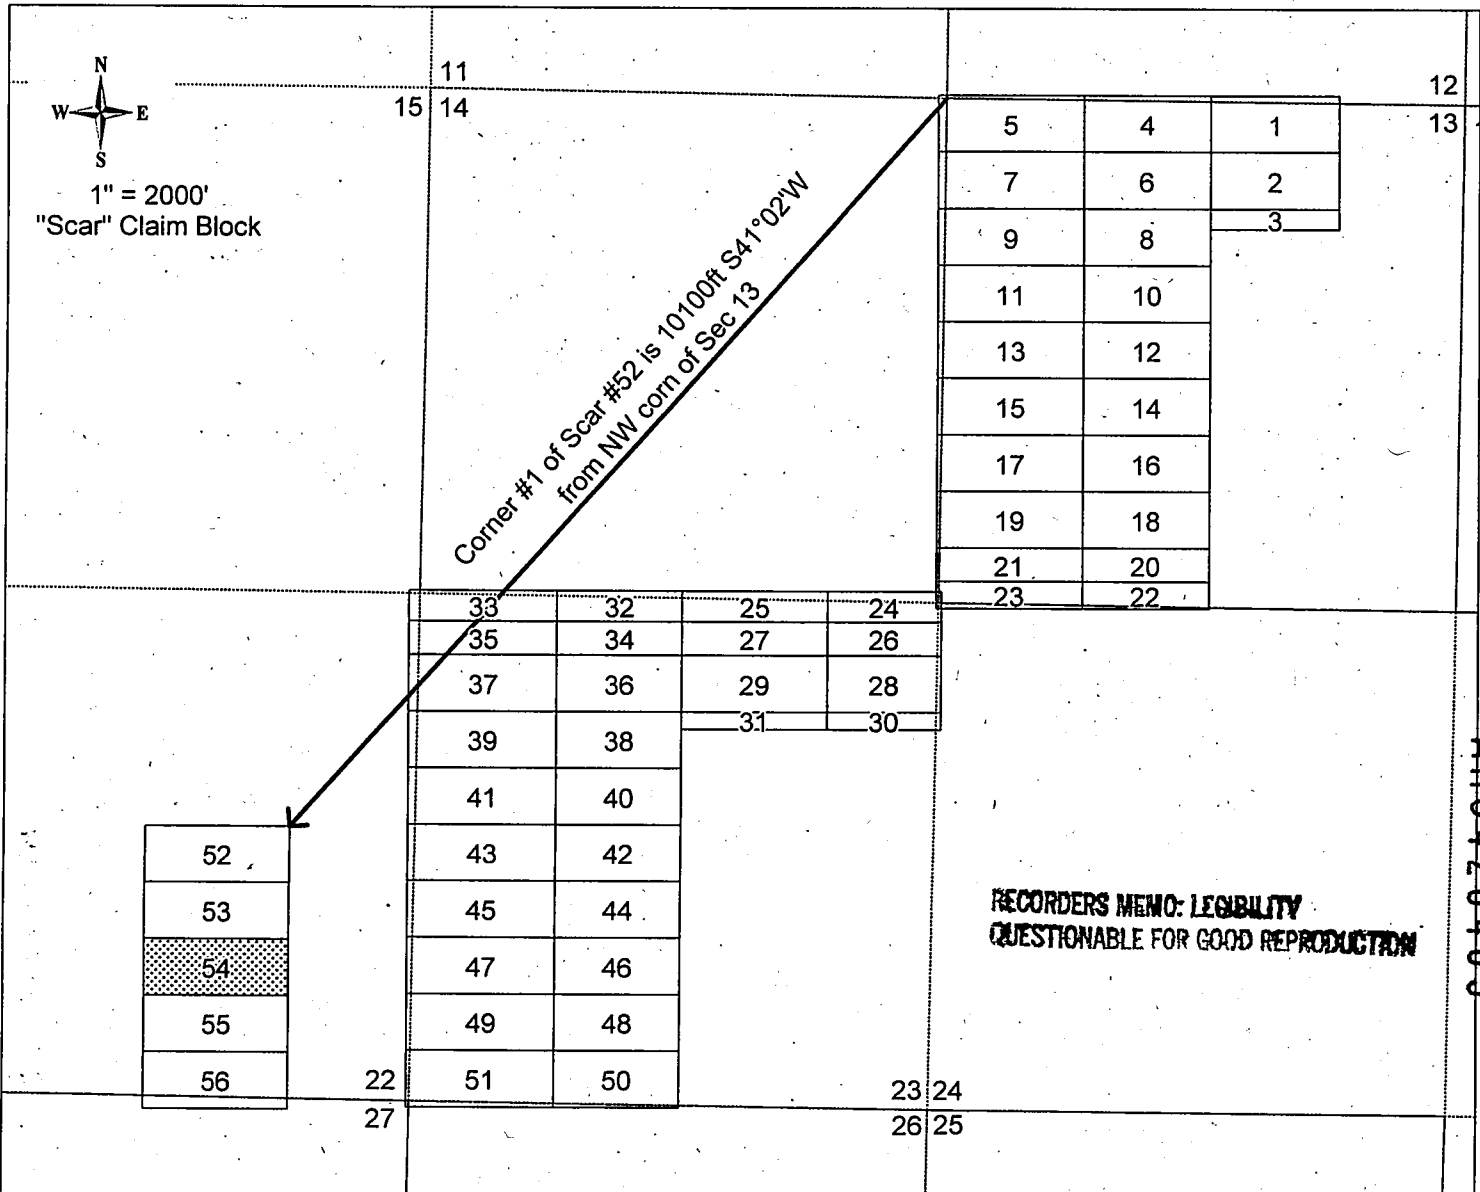 N
W E
S
1" = 2000'
"Scar" Claim Block
11
15 14
12
13
Corner #1 of Scar #52 is 10100ft S41°02'W
from NW corn of Sec 13
5 4 1
7 6 2
3
9 8
11 10
13 12
15 14
17 16
19 18
21 20
23 22
33 32 25 24
35 34 27 26
37 36 29 28
31 30
39 38
41 40
43 42
45 44
47 46
49 48
51 50
52
53
54
55
56
22
27
23 24
26 25
RECORDERS MEMO: LEGIBILITY
QUESTIONABLE FOR GOOD REPRODUCTION